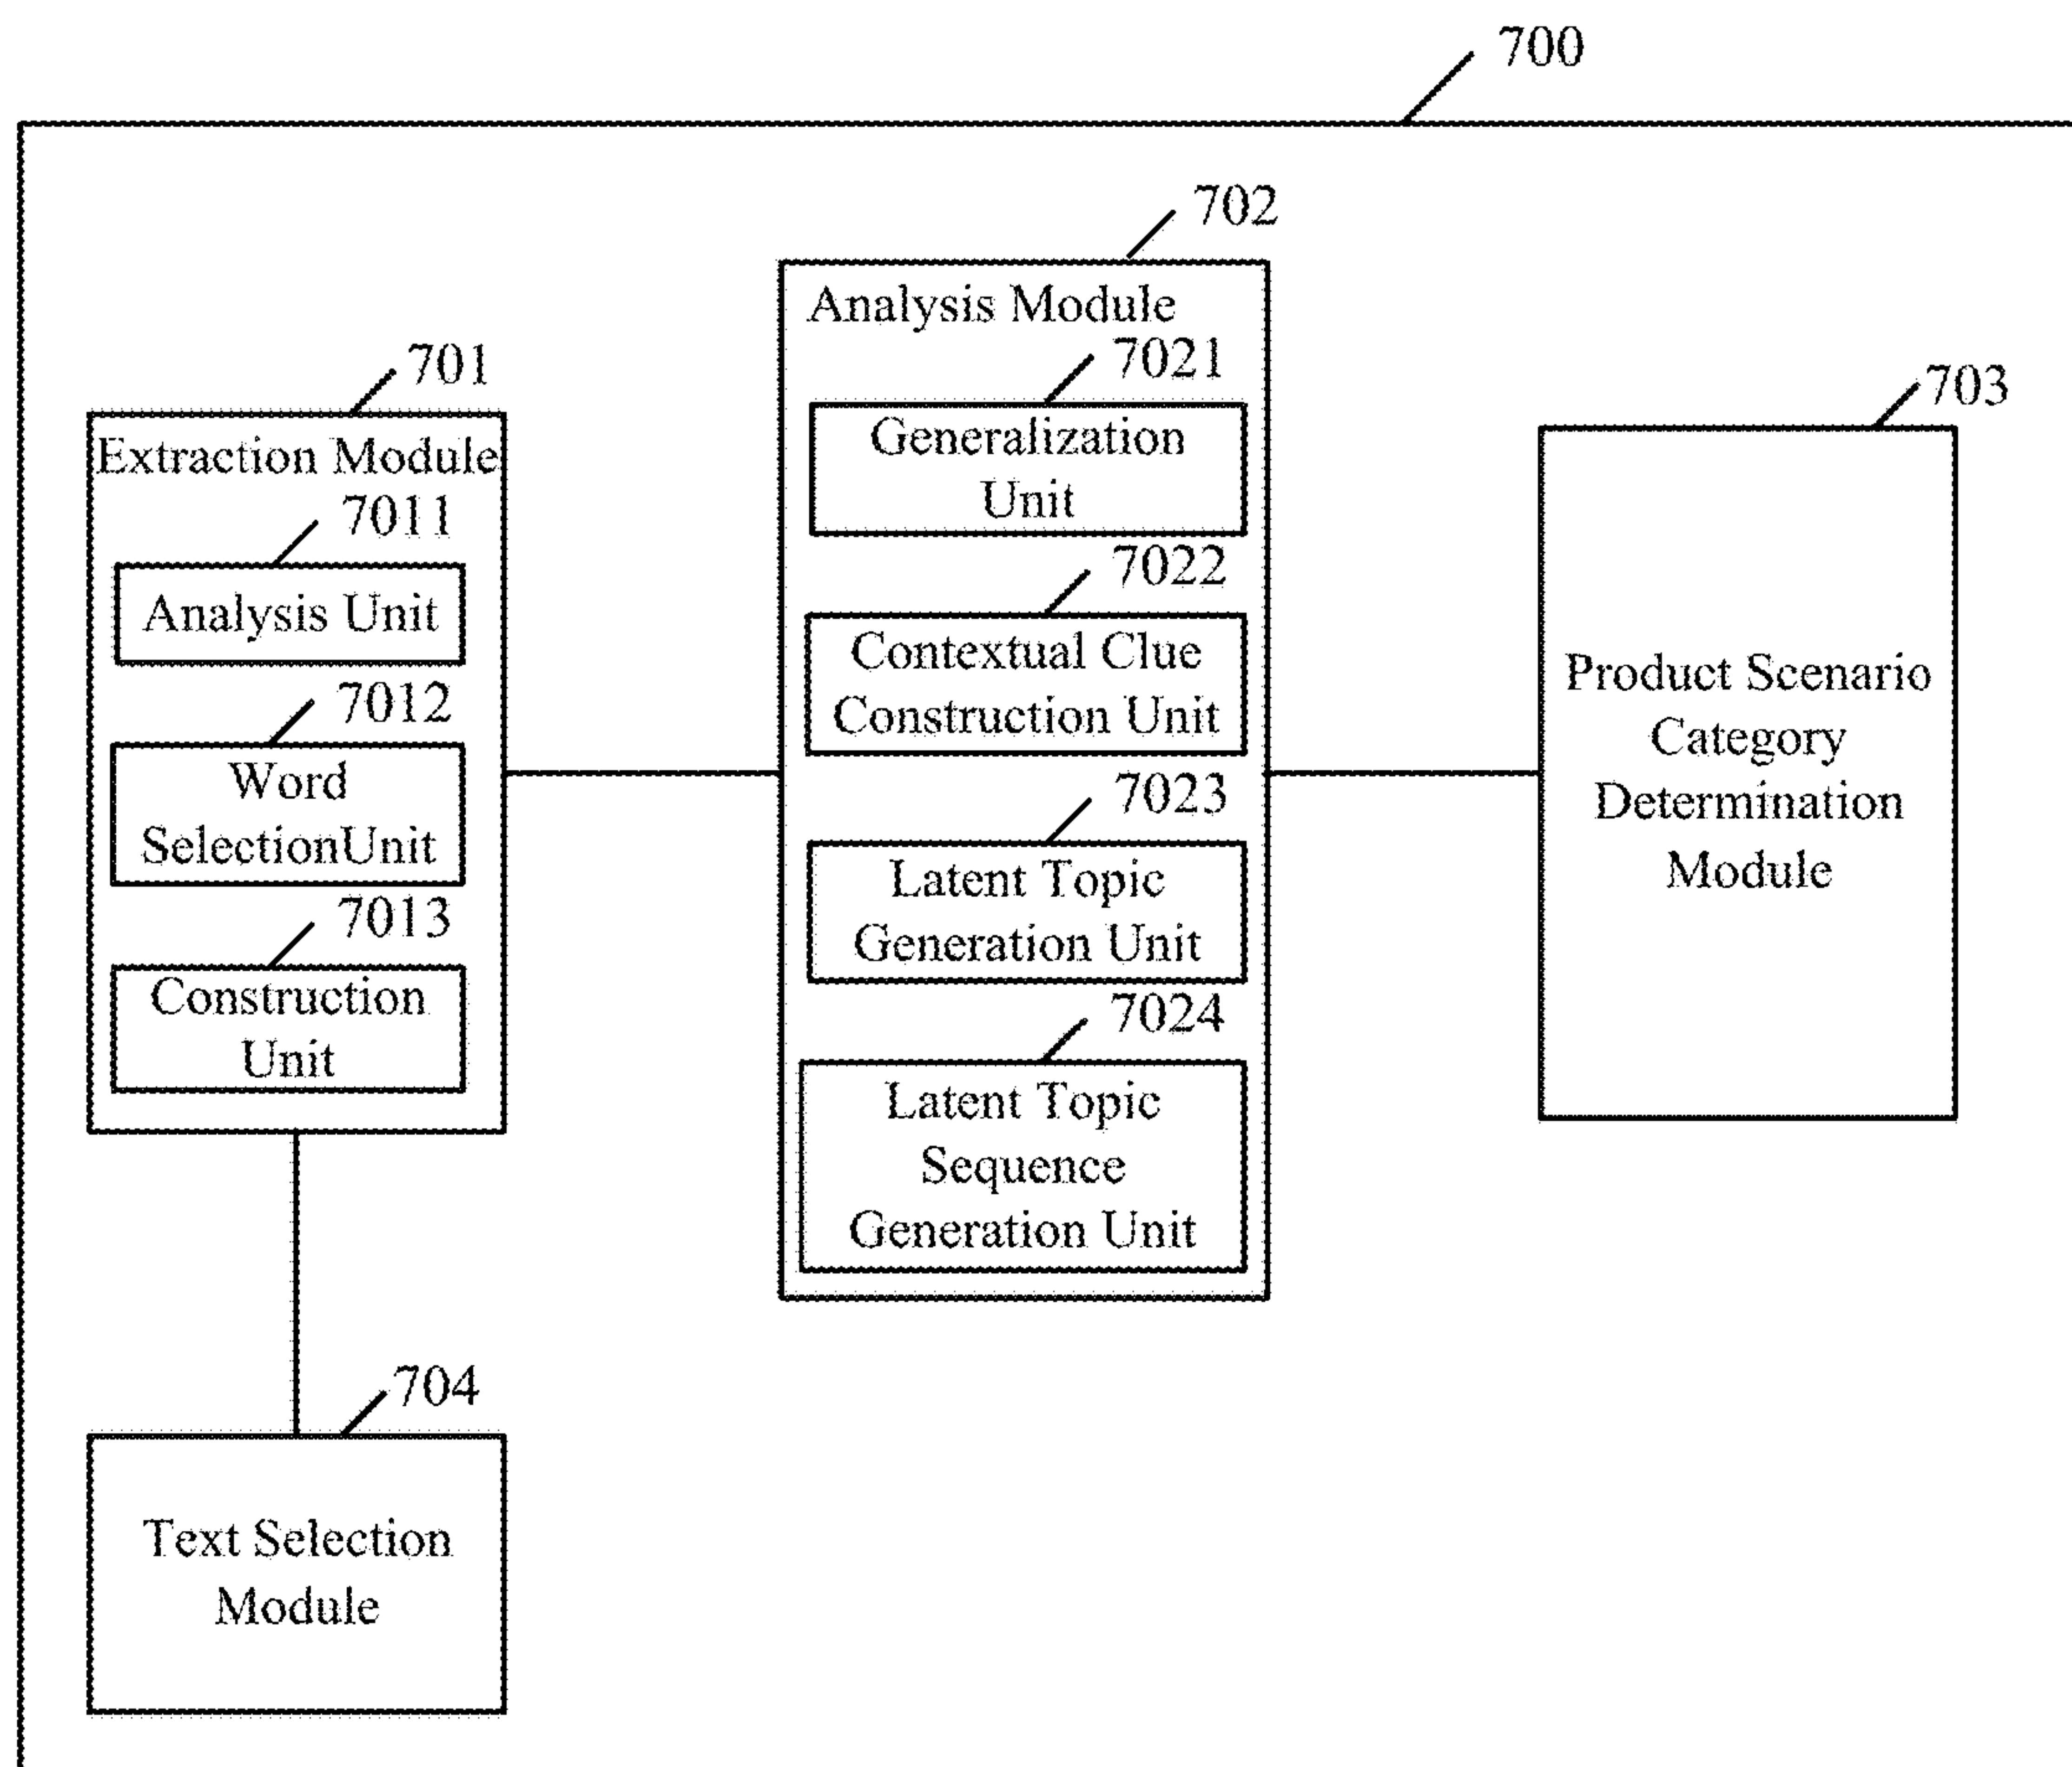 700
701
Extraction Module
7011
Analysis Unit
7012
Word
SelectionUnit
7013
Construction
Unit
702
Analysis Module
7021
Generalization
Unit
7022
Contextual Clue
Construction Unit
7023
Latent Topic
Generation Unit
7024
Latent Topic
Sequence
Generation Unit
703
Product Scenario
Category
Determination
Module
704
Text Selection
Module